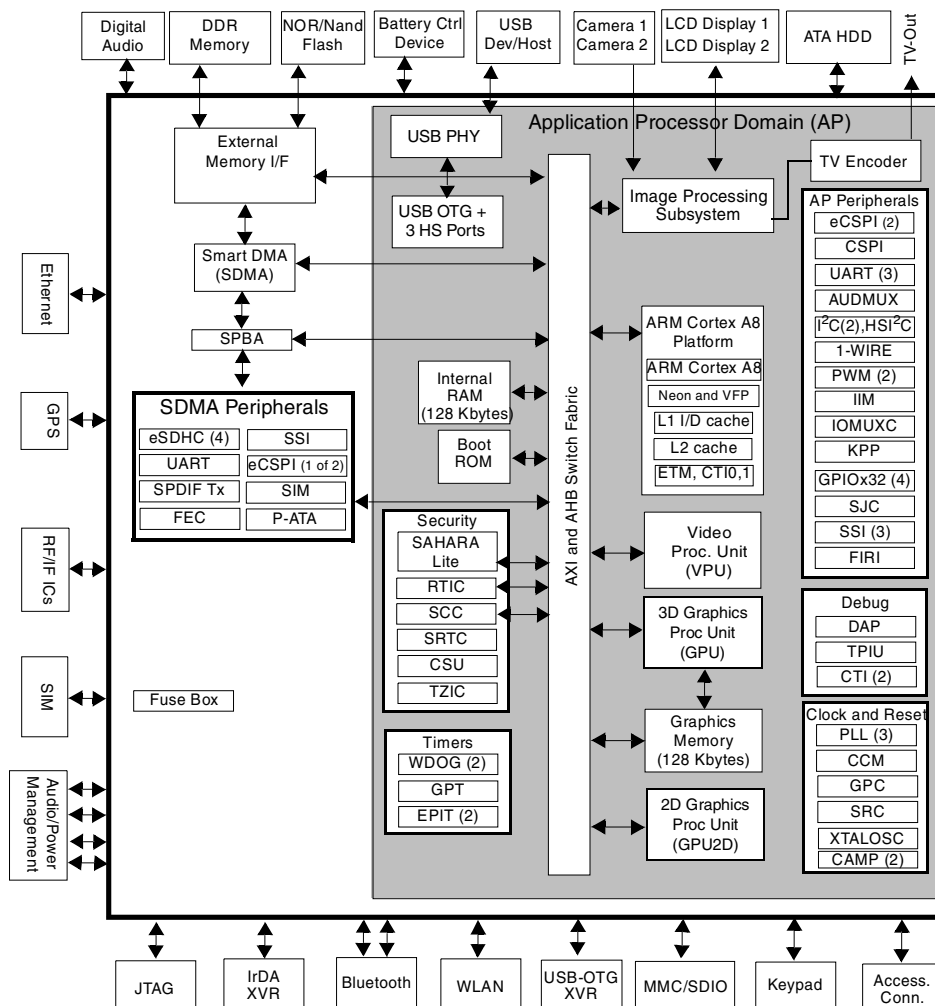 Digital
Audio
DDR
Memory
NOR/Nand
Flash
Battery Ctrl
Device
USB
Dev/Host
Camera 1
Camera 2
LCD Display 1
LCD Display 2
ATA HDD
TV-Out
Application Processor Domain (AP)
External
Memory I/F
USB PHY
USB OTG +
3 HS Ports
TV Encoder
Image Processing
Subsystem
Smart DMA
(SDMA)
SPBA
SDMA Peripherals
eSDHC (4)
SSI
UART
eCSPI (1 of 2)
SPDIF Tx
SIM
FEC
P-ATA
Fuse Box
Internal
RAM
(128 Kbytes)
Boot
ROM
Security
SAHARA
Lite
RTIC
SCC
SRTC
CSU
TZIC
Timers
WDOG (2)
GPT
EPIT (2)
AXI and AHB Switch Fabric
ARM Cortex A8
Platform
ARM Cortex A8
Neon and VFP
L1 I/D cache
L2 cache
ETM, CTI0,1
Video
Proc. Unit
(VPU)
3D Graphics
Proc Unit
(GPU)
Graphics
Memory
(128 Kbytes)
2D Graphics
Proc Unit
(GPU2D)
AP Peripherals
eCSPI (2)
CSPI
UART (3)
AUDMUX
I²C(2),HSI²C
1-WIRE
PWM (2)
IIM
IOMUXC
KPP
GPIOx32 (4)
SJC
SSI (3)
FIRI
Debug
DAP
TPIU
CTI (2)
Clock and Reset
PLL (3)
CCM
GPC
SRC
XTALOSC
CAMP (2)
Ethernet
GPS
RF/IF ICs
SIM
Audio/Power
Management
JTAG
IrDA
XVR
Bluetooth
WLAN
USB-OTG
XVR
MMC/SDIO
Keypad
Access.
Conn.